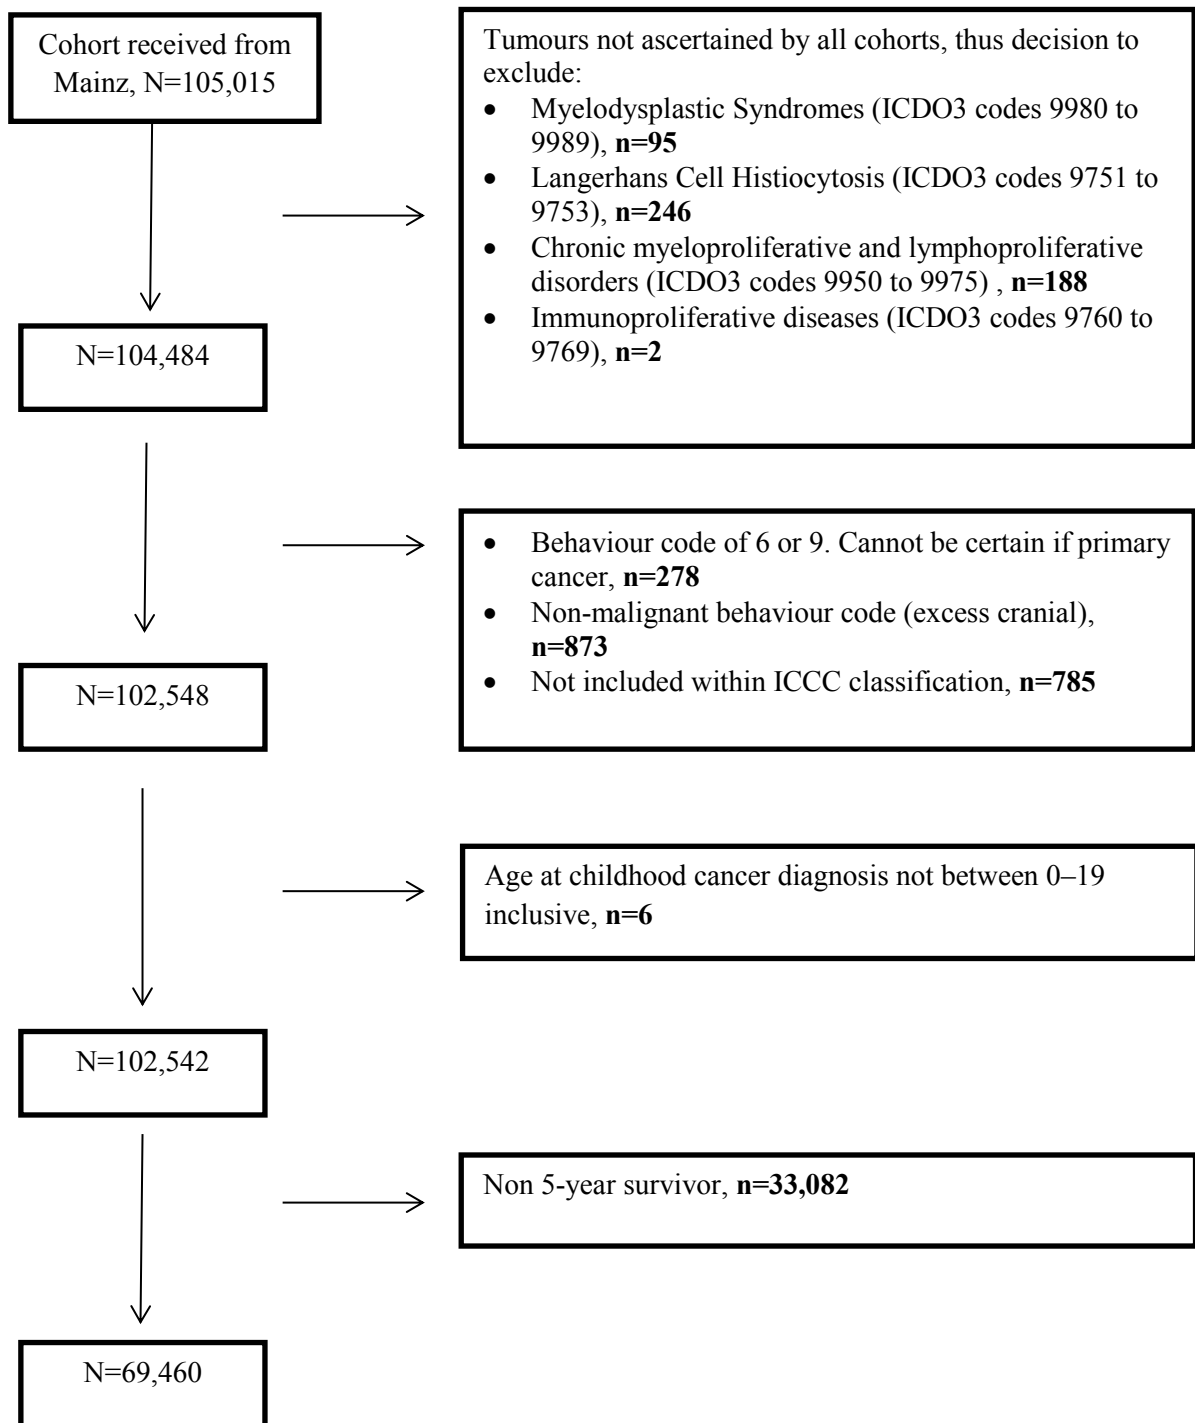 Cohort received from
Mainz, N=105,015
Tumours not ascertained by all cohorts, thus decision to
exclude:
• Myelodysplastic Syndromes (ICDO3 codes 9980 to
9989), n=95
• Langerhans Cell Histiocytosis (ICDO3 codes 9751 to
9753), n=246
• Chronic myeloproliferative and lymphoproliferative
disorders (ICDO3 codes 9950 to 9975) , n=188
• Immunoproliferative diseases (ICDO3 codes 9760 to
9769), n=2
N=104,484
• Behaviour code of 6 or 9. Cannot be certain if primary
cancer, n=278
• Non-malignant behaviour code (excess cranial),
n=873
• Not included within ICCC classification, n=785
N=102,548
Age at childhood cancer diagnosis not between 0–19
inclusive, n=6
N=102,542
Non 5-year survivor, n=33,082
N=69,460